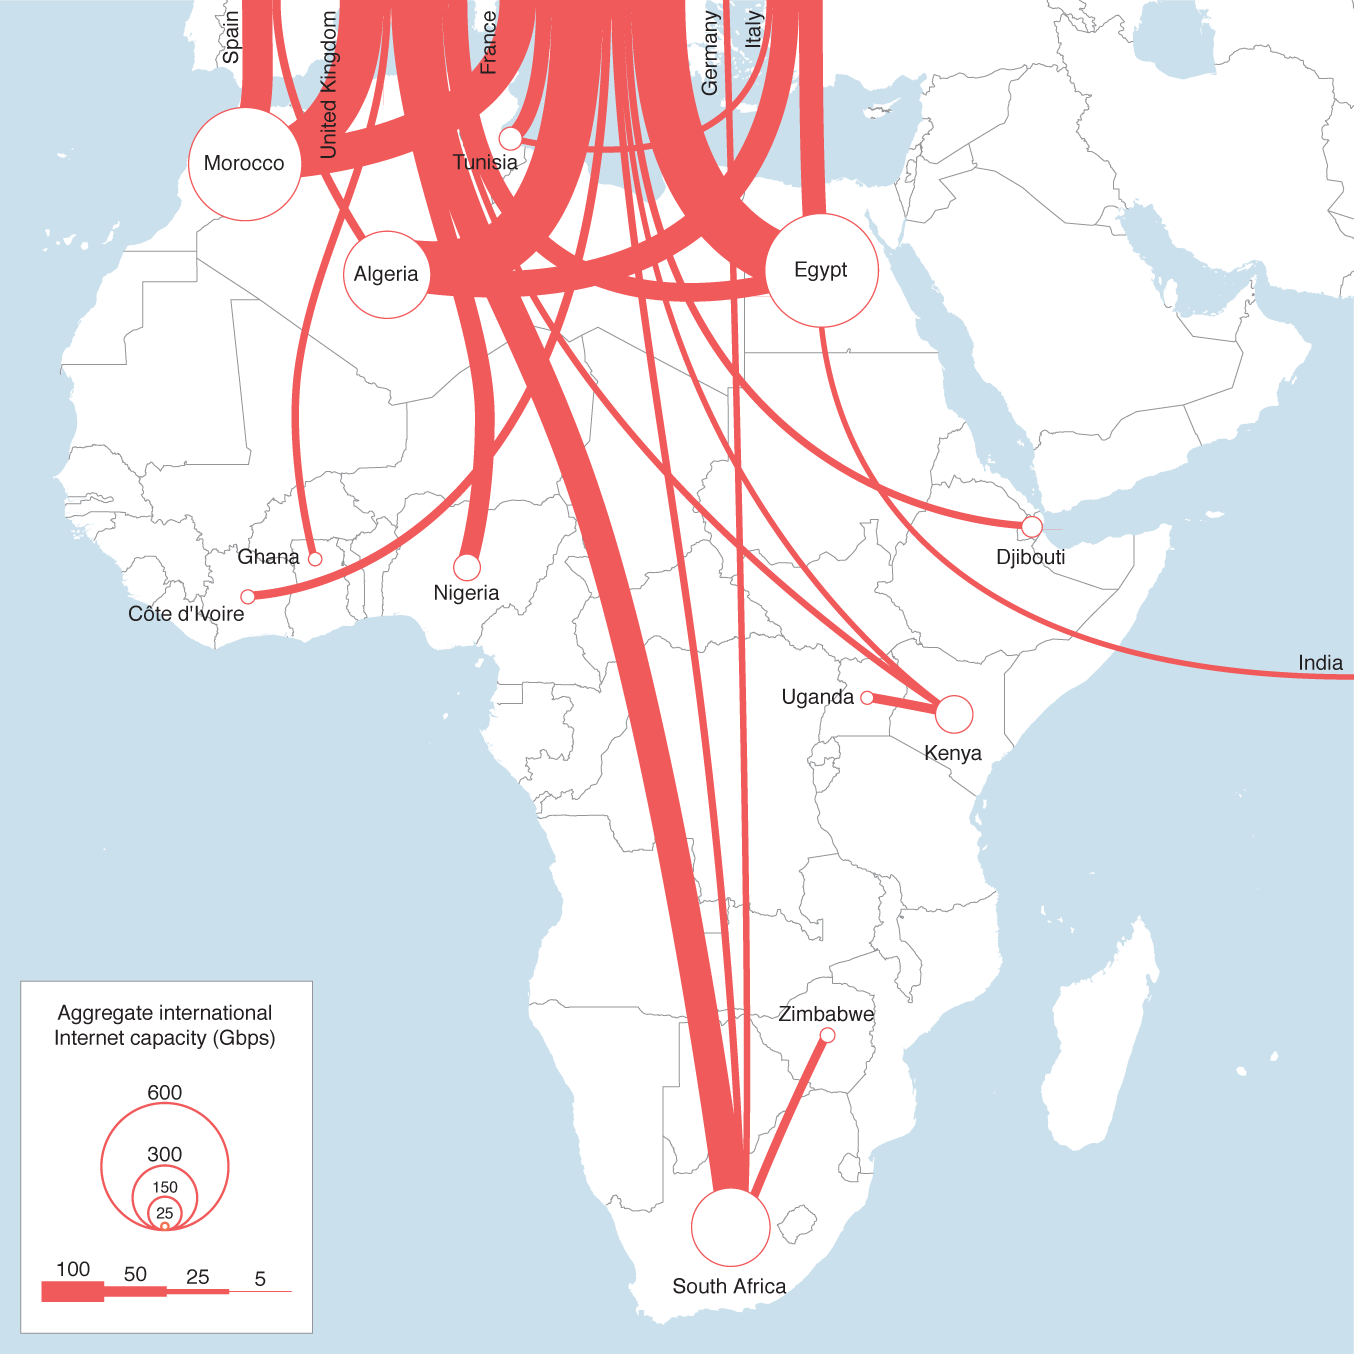 Spain
United Kingdom
France
Germany
Italy
Morocco
Tunisia
Algeria
Egypt
Ghana
Côte d'Ivoire
Nigeria
Djibouti
India
Uganda
Kenya
Zimbabwe
South Africa
Aggregate international
Internet capacity (Gbps)
600
300
150
25
100 50 25 5